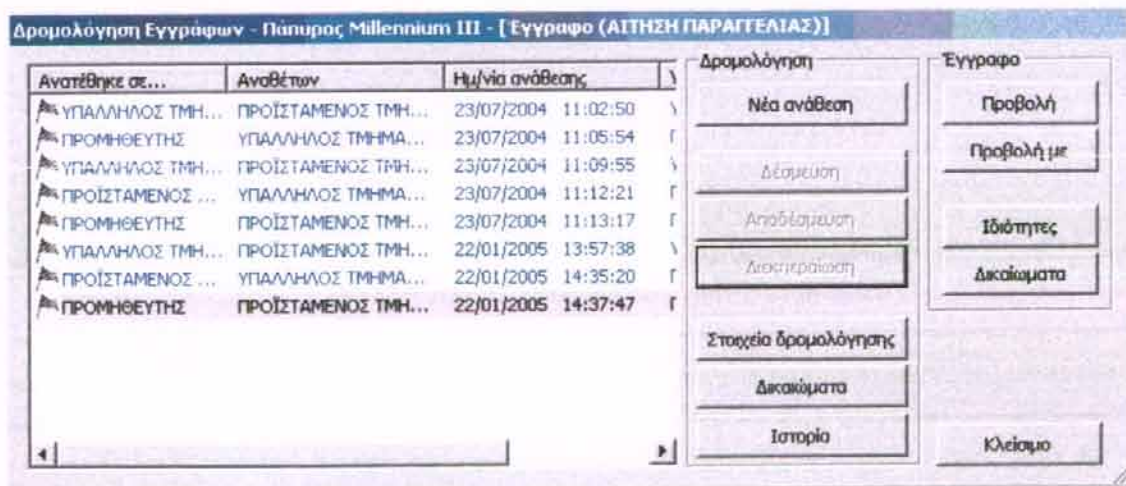 Δρομολόγηση Εγγράφων - Πάπυρος Millennium III - [Έγγραφο (ΑΙΤΗΣΗ ΠΑΡΑΓΓΕΛΙΑΣ)]
Ανατέθηκε σε... Αναθέτων Ημ/νία ανάθεσης
ΥΠΑΛΛΗΛΟΣ ΤΜΗ... ΠΡΟΪΣΤΑΜΕΝΟΣ ΤΜΗ... 23/07/2004 11:02:50
ΠΡΟΜΗΘΕΥΤΗΣ ΥΠΑΛΛΗΛΟΣ ΤΜΗΜΑ... 23/07/2004 11:05:54
ΥΠΑΛΛΗΛΟΣ ΤΜΗ... ΠΡΟΪΣΤΑΜΕΝΟΣ ΤΜΗ... 23/07/2004 11:09:55
ΠΡΟΪΣΤΑΜΕΝΟΣ ... ΥΠΑΛΛΗΛΟΣ ΤΜΗΜΑ... 23/07/2004 11:12:21
ΠΡΟΜΗΘΕΥΤΗΣ ΠΡΟΪΣΤΑΜΕΝΟΣ ΤΜΗ... 23/07/2004 11:13:17
ΥΠΑΛΛΗΛΟΣ ΤΜΗ... ΠΡΟΪΣΤΑΜΕΝΟΣ ΤΜΗ... 22/01/2005 13:57:38
ΠΡΟΪΣΤΑΜΕΝΟΣ ... ΥΠΑΛΛΗΛΟΣ ΤΜΗΜΑ... 22/01/2005 14:35:20
ΠΡΟΜΗΘΕΥΤΗΣ ΠΡΟΪΣΤΑΜΕΝΟΣ ΤΜΗ... 22/01/2005 14:37:47
Δρομολόγηση
Νέα ανάθεση
Δέσμευση
Αποδέσμευση
Διεκπεραίωση
Στοιχεία δρομολόγησης
Δικαιώματα
Ιστορία
Έγγραφο
Προβολή
Προβολή με
Ιδιότητες
Δικαιώματα
Κλείσιμο